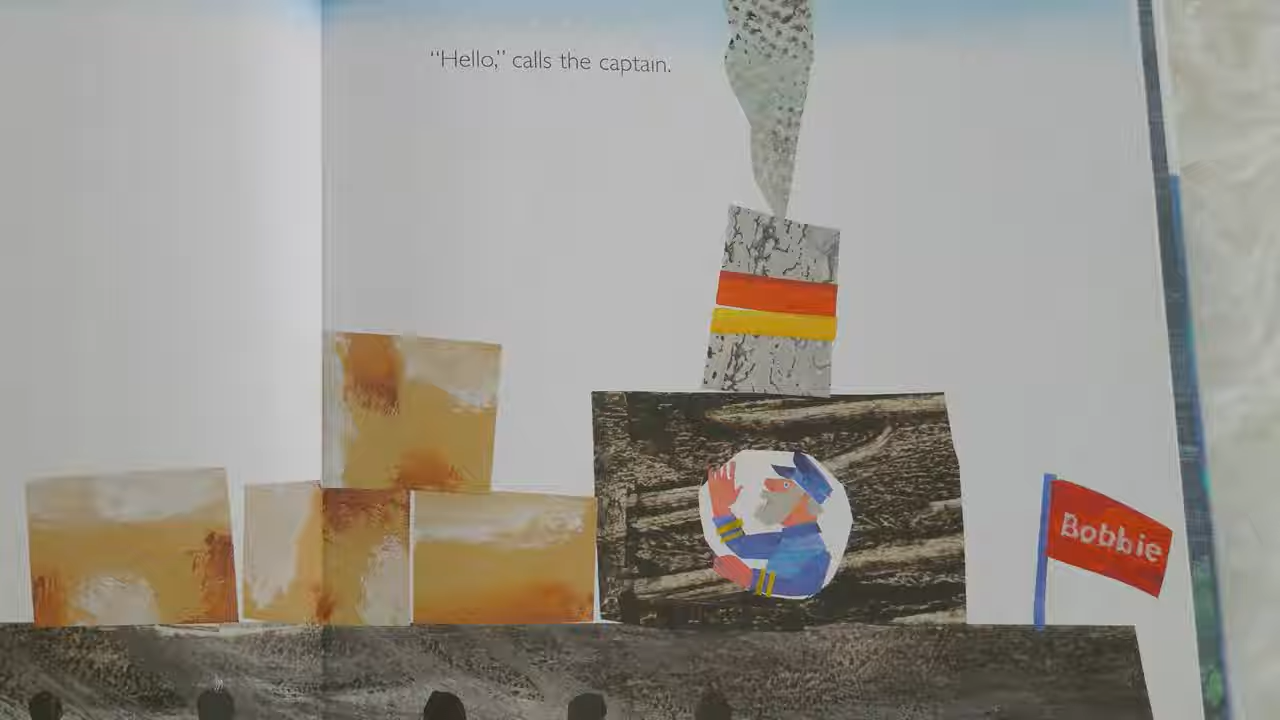 “Hello,” calls the captain.
Bobbie